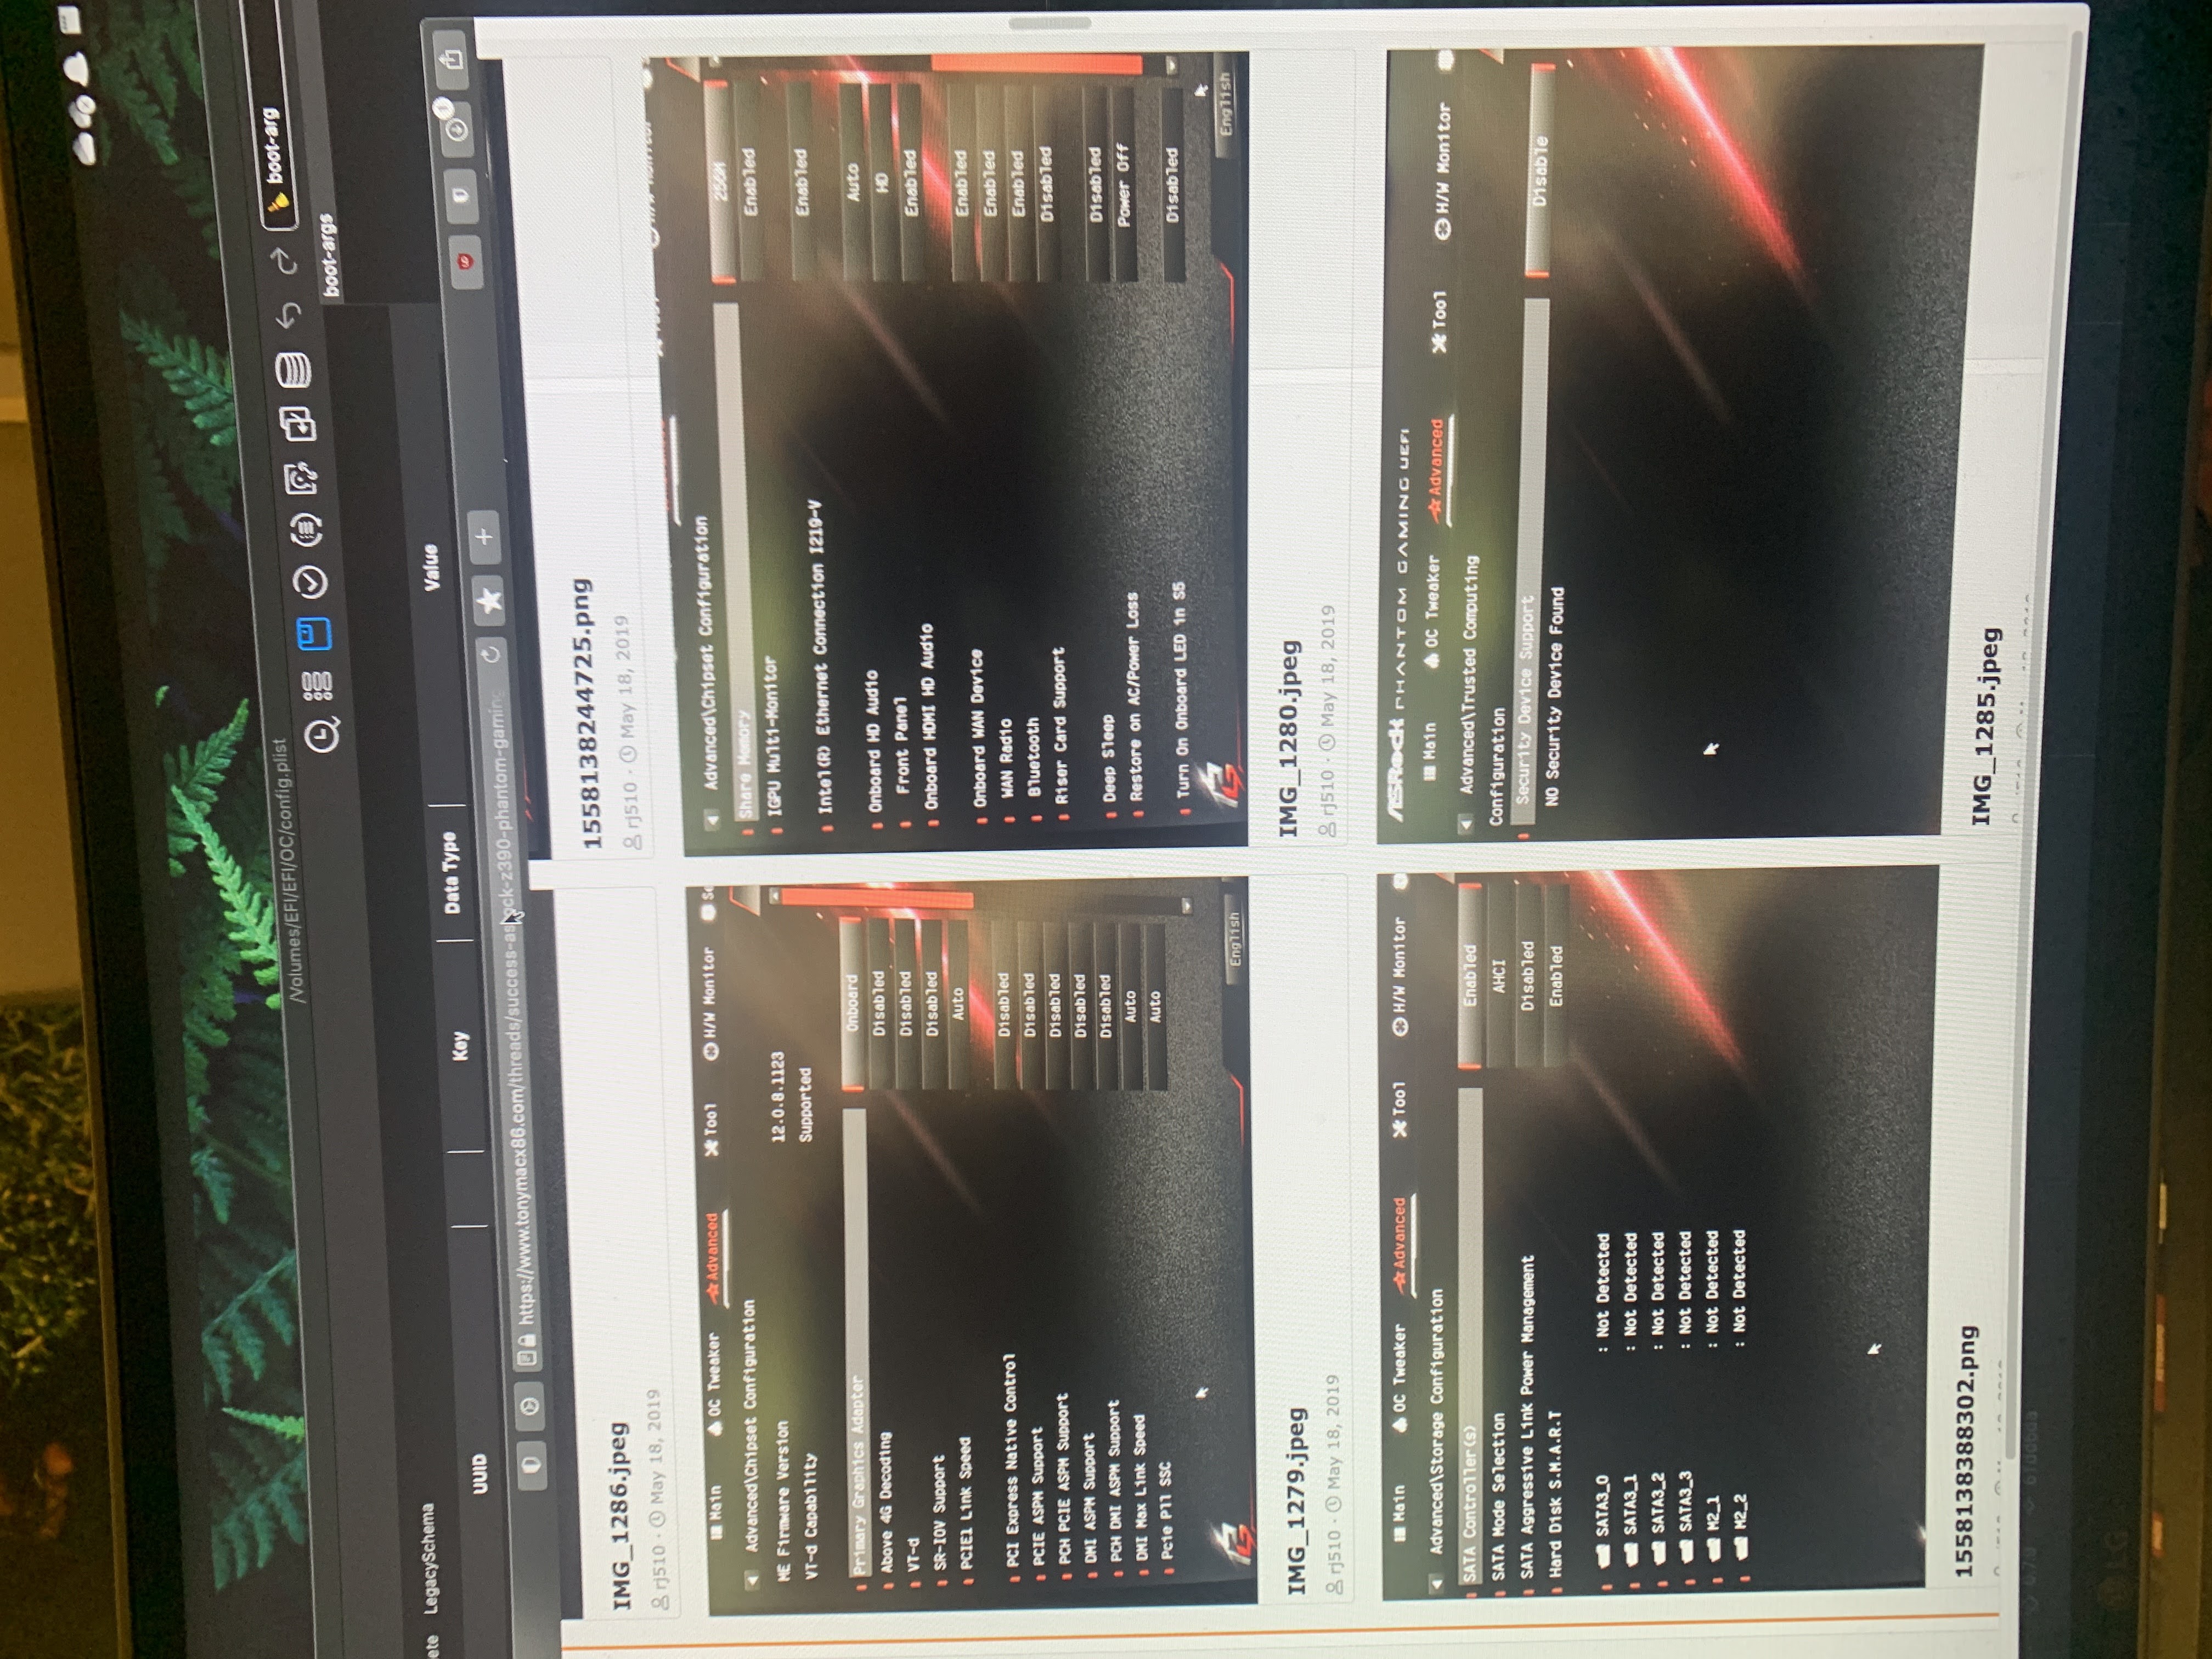 /Volumes/EFI/EFI/OC/config.plist
boot-arg
boot-args
ete LegacySchema
UUID Key Data Type Value
https://www.tonymacx86.com/threads/success-asrock-z390-phantom-gaming
IMG_1286.jpeg
rj510 · May 18, 2019
1558138244725.png
rj510 · May 18, 2019
Main OC Tweaker Advanced Tool H/W Monitor Se
Advanced\Chipset Configuration
ME Firmware Version 12.0.8.1123
VT-d Capability Supported
Primary Graphics Adapter Onboard
Above 4G Decoding Disabled
VT-d Disabled
SR-IOV Support Disabled
PCIE1 Link Speed Auto
PCI Express Native Control Disabled
PCIE ASPM Support Disabled
PCH PCIE ASPM Support Disabled
DMI ASPM Support Disabled
PCH DMI ASPM Support Disabled
DMI Max Link Speed Auto
Pcie Pll SSC Auto
English
IMG_1279.jpeg
rj510 · May 18, 2019
Advanced\Chipset Configuration
Share Memory 256M
IGPU Multi-Monitor Enabled
Intel(R) Ethernet Connection I219-V Enabled
Onboard HD Audio Auto
Front Panel HD
Onboard HDMI HD Audio Enabled
Onboard WAN Device Enabled
WAN Radio Enabled
Bluetooth Enabled
Riser Card Support Disabled
Deep Sleep Disabled
Restore on AC/Power Loss Power Off
Turn On Onboard LED in S5 Disabled
English
IMG_1280.jpeg
rj510 · May 18, 2019
Main OC Tweaker Advanced Tool H/W Monitor
Advanced\Storage Configuration
SATA Controller(s) Enabled
SATA Mode Selection AHCI
SATA Aggressive Link Power Management Disabled
Hard Disk S.M.A.R.T Enabled
SATA3_0 : Not Detected
SATA3_1 : Not Detected
SATA3_2 : Not Detected
SATA3_3 : Not Detected
M2_1 : Not Detected
M2_2 : Not Detected
1558138388302.png
ASRock PHANTOM GAMING UEFI
Main OC Tweaker Advanced Tool H/W Monitor
Advanced\Trusted Computing
Configuration
Security Device Support Disable
NO Security Device Found
IMG_1285.jpeg
LG